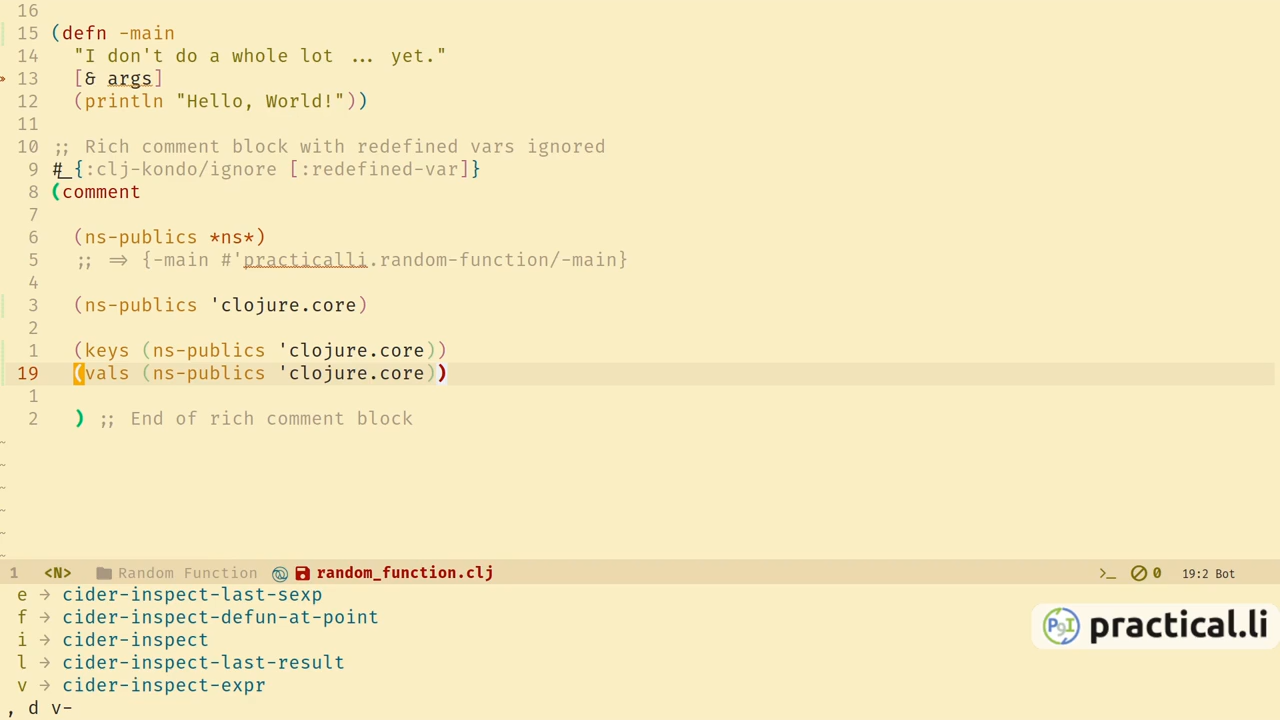 16
15 (defn -main
14   "I don't do a whole lot ... yet."
13   [& args]
12   (println "Hello, World!"))
11
10 ;; Rich comment block with redefined vars ignored
9 #_{:clj-kondo/ignore [:redefined-var]}
8 (comment
7
6   (ns-publics *ns*)
5   ;; => {-main #'practicalli.random-function/-main}
4
3   (ns-publics 'clojure.core)
2
1   (keys (ns-publics 'clojure.core))
19   (vals (ns-publics 'clojure.core))
1
2   ) ;; End of rich comment block
~
~
~
~
~
~
1 <N> Random Function random_function.clj >_ 0 19:2 Bot
e → cider-inspect-last-sexp
f → cider-inspect-defun-at-point
i → cider-inspect
l → cider-inspect-last-result
v → cider-inspect-expr
, d v-
practical.li